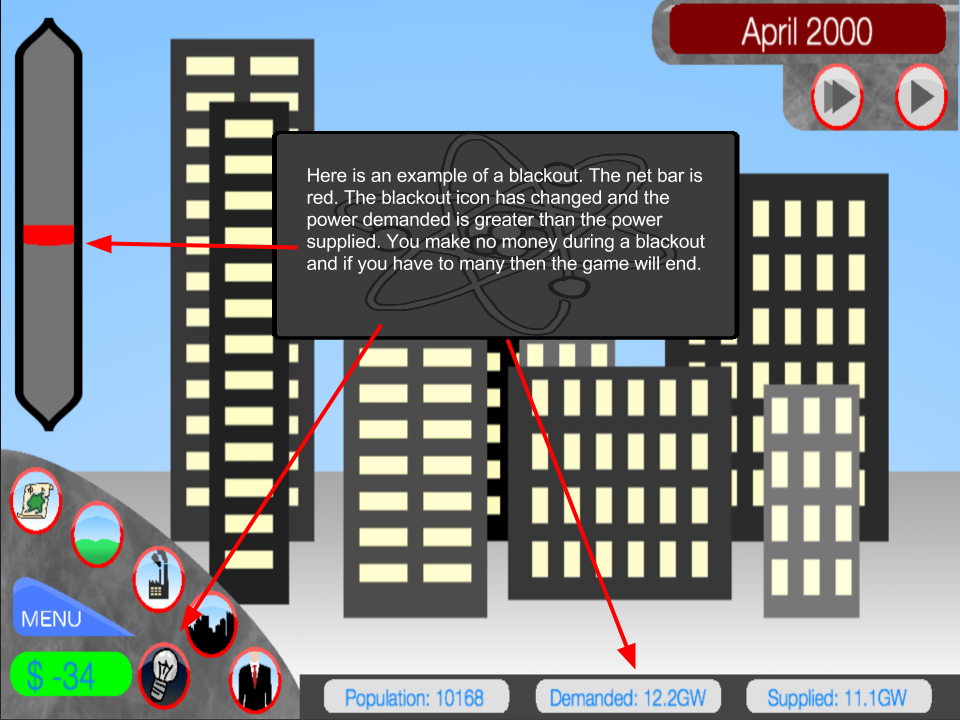 April 2000
Here is an example of a blackout. The net bar is
red. The blackout icon has changed and the
power demanded is greater than the power
supplied. You make no money during a blackout
and if you have to many then the game will end.
MENU
$ -34
Population: 10168
Demanded: 12.2GW
Supplied: 11.1GW